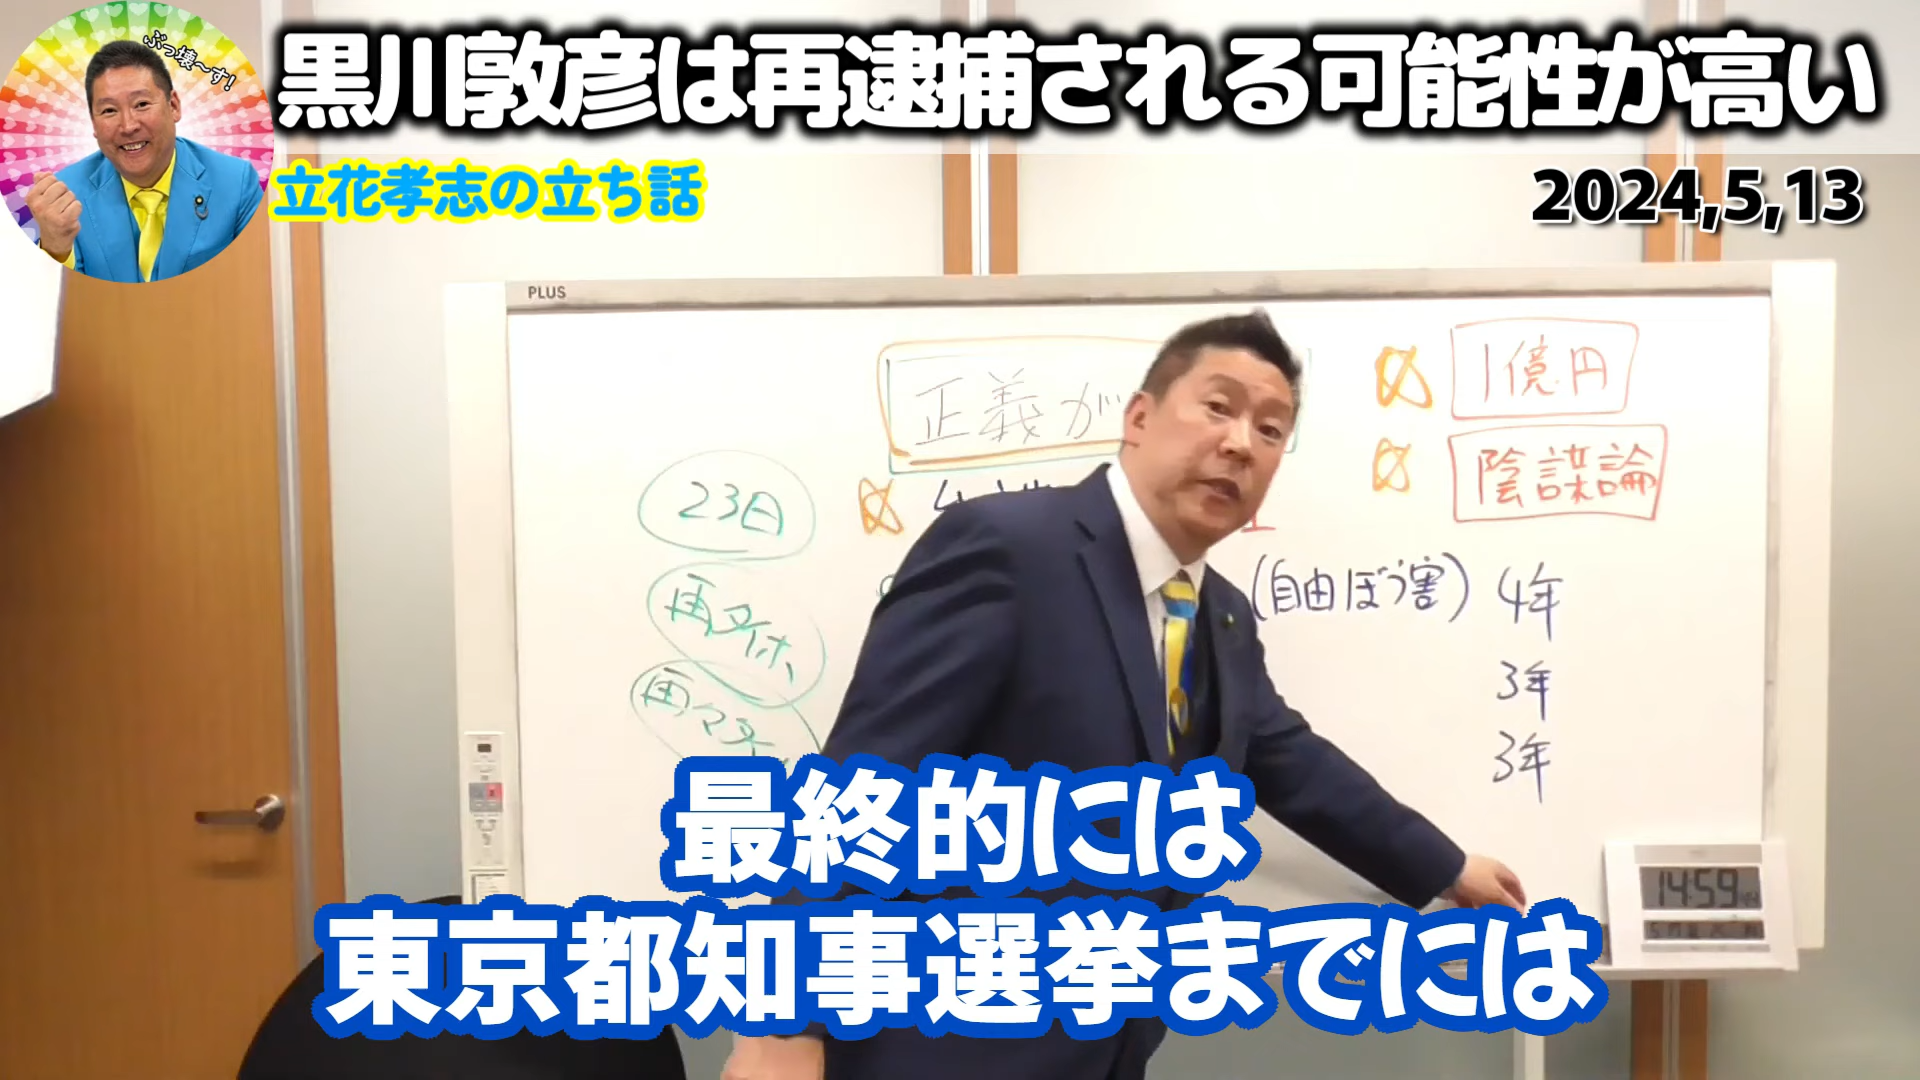 黒川敦彦は再逮捕される可能性が高い
ぶっ壊〜す!
立花孝志の立ち話
2024,5,13
PLUS
正義が
1億円
陰謀論
23日
(自由ぼう害) 4年
3年
3年
14:59
最終的には
東京都知事選挙までには